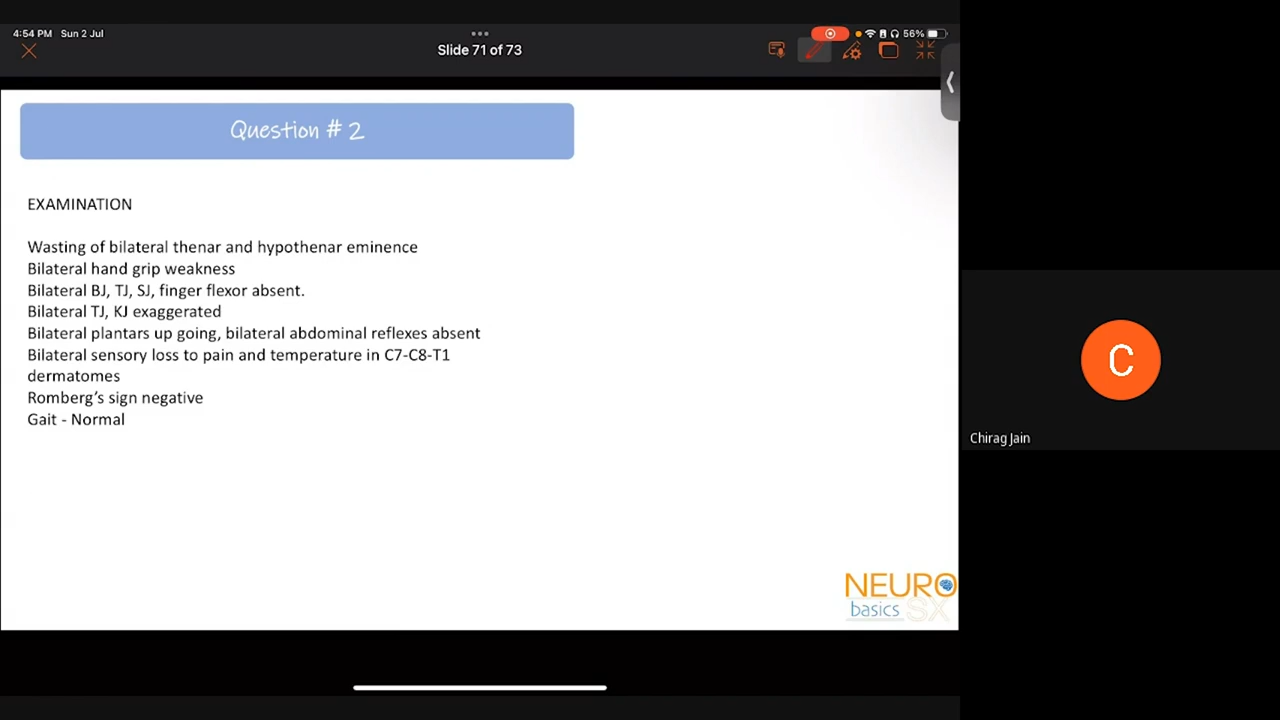 4:54 PM Sun 2 Jul
56%
Slide 71 of 73
Question # 2
EXAMINATION
Wasting of bilateral thenar and hypothenar eminence
Bilateral hand grip weakness
Bilateral BJ, TJ, SJ, finger flexor absent.
Bilateral TJ, KJ exaggerated
Bilateral plantars up going, bilateral abdominal reflexes absent
Bilateral sensory loss to pain and temperature in C7-C8-T1
dermatomes
Romberg’s sign negative
Gait - Normal
C
Chirag Jain
NEURO
basics SX